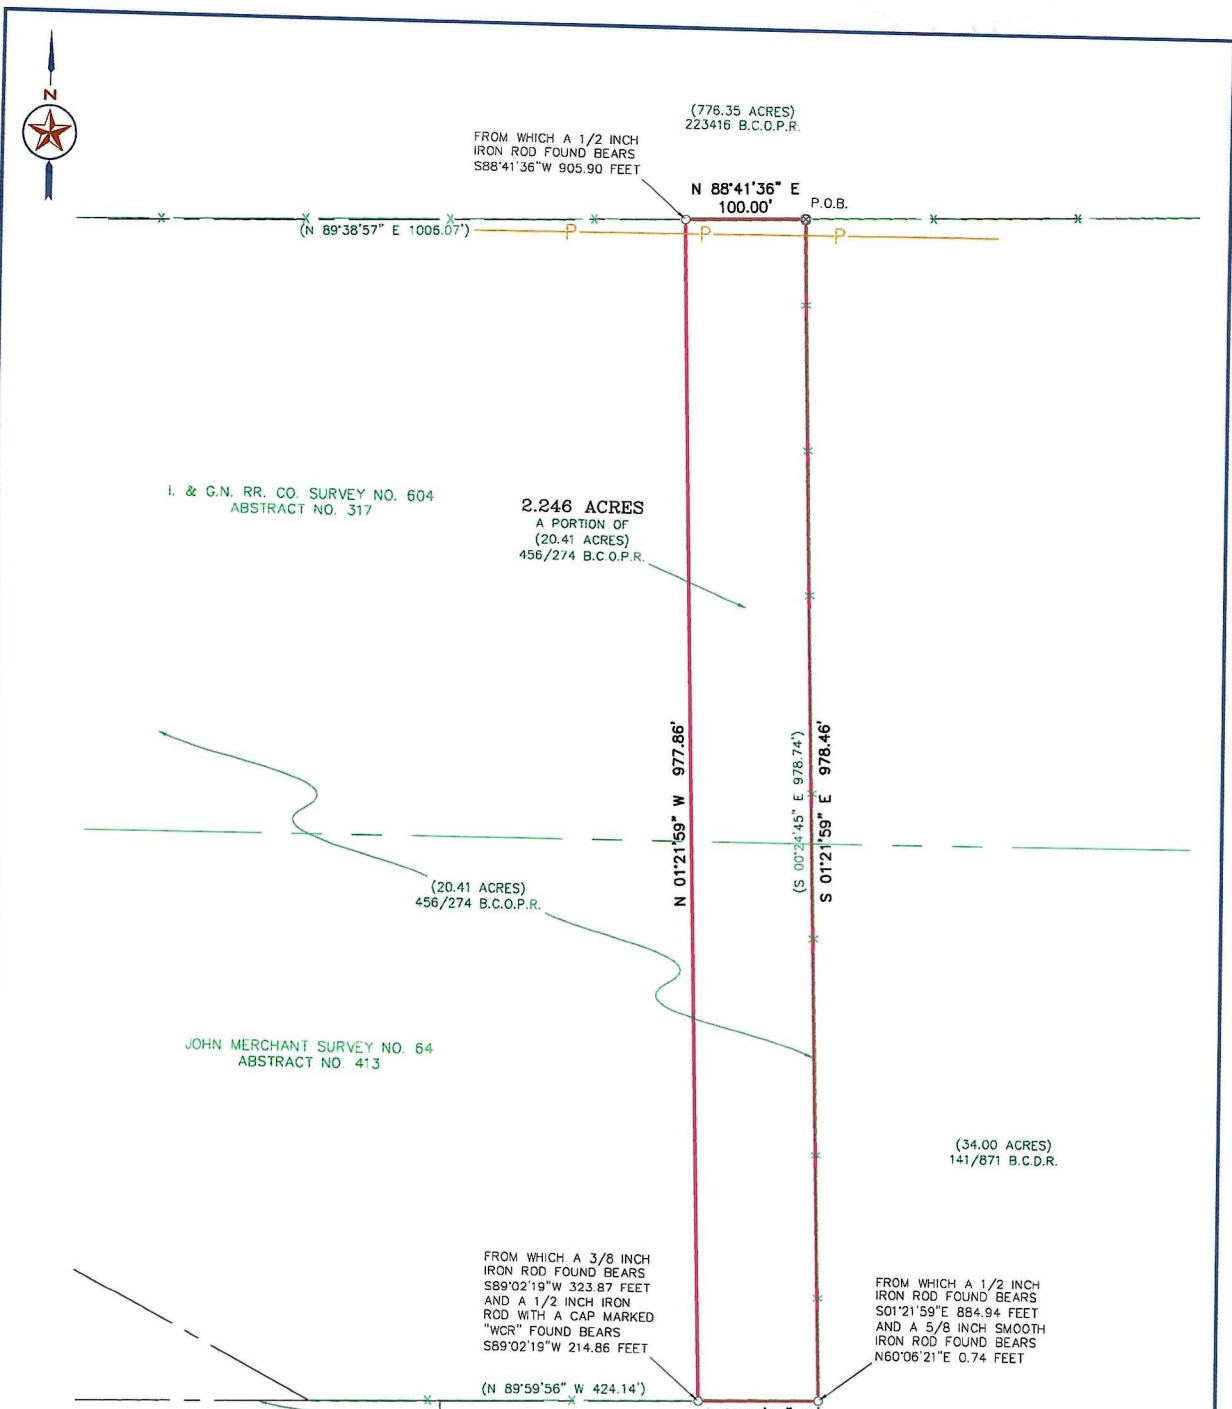 N
(776.35 ACRES)
223416 B.C.O.P.R.
FROM WHICH A 1/2 INCH
IRON ROD FOUND BEARS
S88°41'36"W 905.90 FEET
N 88°41'36" E
100.00'
P.O.B.
(N 89°38'57" E 1006.07')
P
P
P
I. & G.N. RR. CO. SURVEY NO. 604
ABSTRACT NO. 317
2.246 ACRES
A PORTION OF
(20.41 ACRES)
456/274 B.C.O.P.R.
N 01°21'59" W 977.86'
(S 00°24'45" E 978.74')
S 01°21'59" E 978.46'
(20.41 ACRES)
456/274 B.C.O.P.R.
JOHN MERCHANT SURVEY NO. 64
ABSTRACT NO. 413
(34.00 ACRES)
141/871 B.C.D.R.
FROM WHICH A 3/8 INCH
IRON ROD FOUND BEARS
S89°02'19"W 323.87 FEET
AND A 1/2 INCH IRON
ROD WITH A CAP MARKED
"WCR" FOUND BEARS
S89°02'19"W 214.86 FEET
FROM WHICH A 1/2 INCH
IRON ROD FOUND BEARS
S01°21'59"E 884.94 FEET
AND A 5/8 INCH SMOOTH
IRON ROD FOUND BEARS
N60°06'21"E 0.74 FEET
(N 89°59'56" W 424.14')